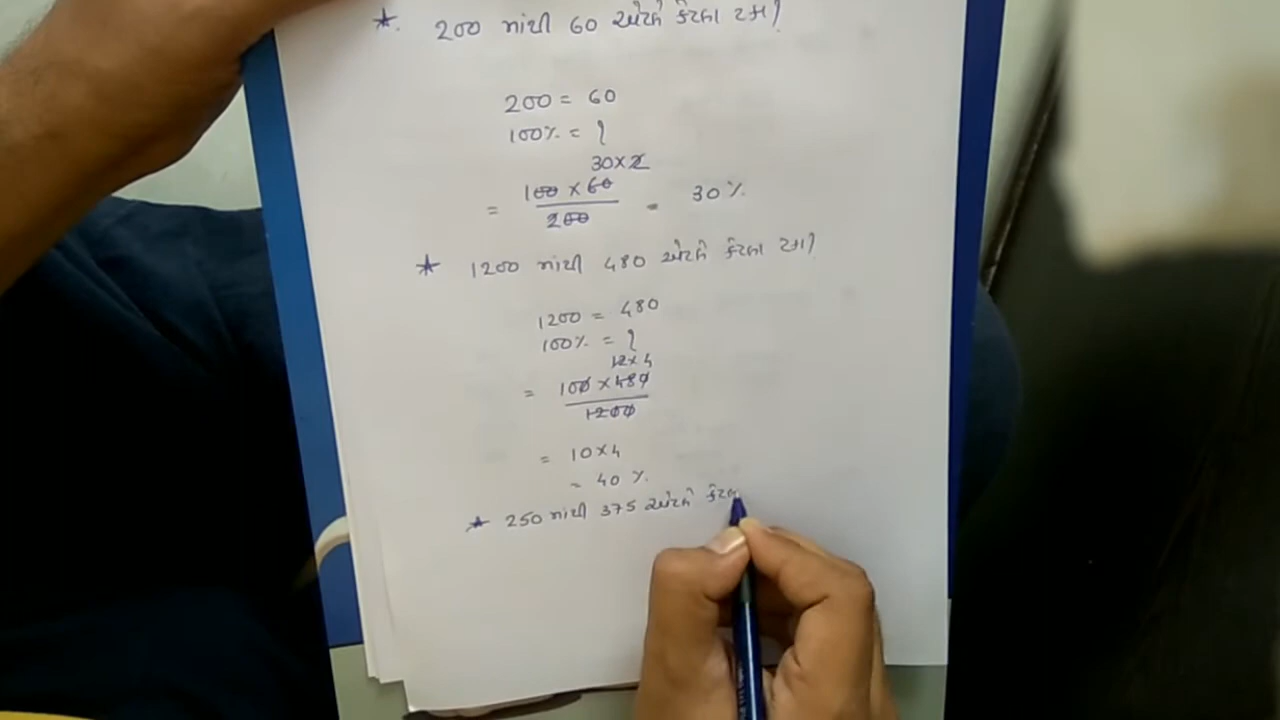 ★. 200 માંથી 60 એટલે કેટલા ટકા?
200 = 60
100% = ?
30×2
= 100 × 60 = 30%
200
★ 1200 માંથી 480 એટલે કેટલા ટકા?
1200 = 480
100% = ?
12×4
= 100 × 480
1200
= 10×4
= 40 %.
★ 250 માંથી 375 એટલે કેટલ